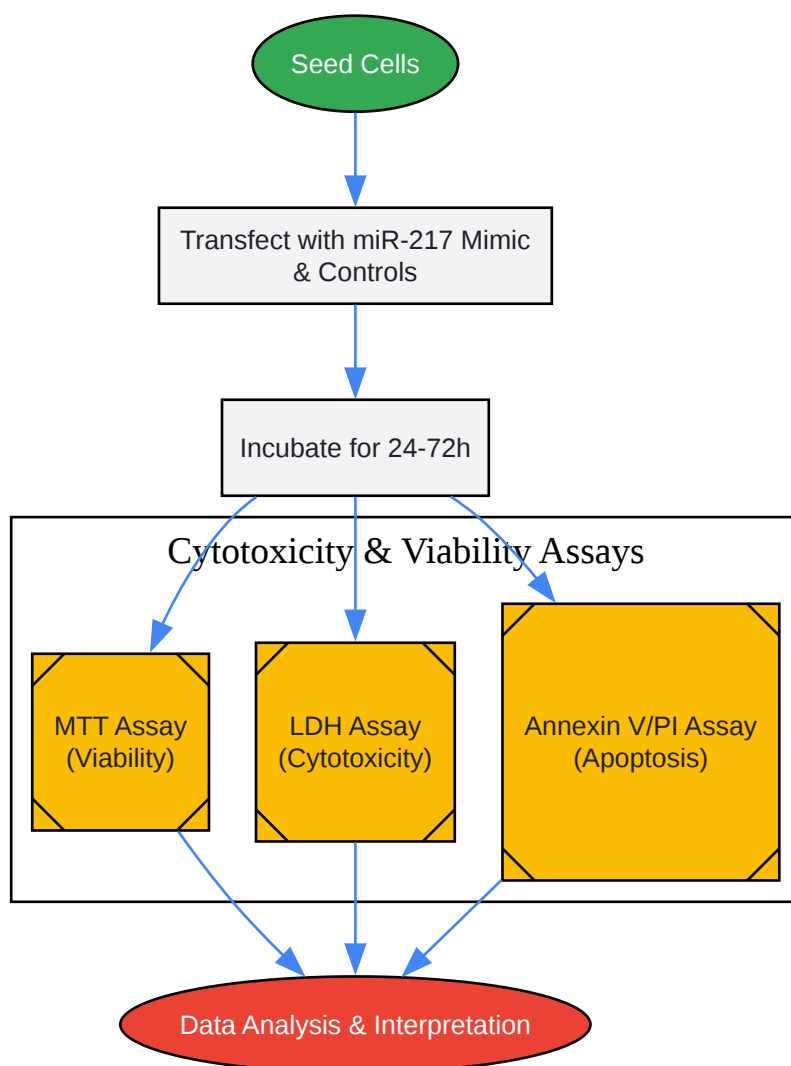 Seed Cells
Transfect with miR-217 Mimic
& Controls
Incubate for 24-72h
Cytotoxicity & Viability Assays
MTT Assay
(Viability)
LDH Assay
(Cytotoxicity)
Annexin V/PI Assay
(Apoptosis)
Data Analysis & Interpretation